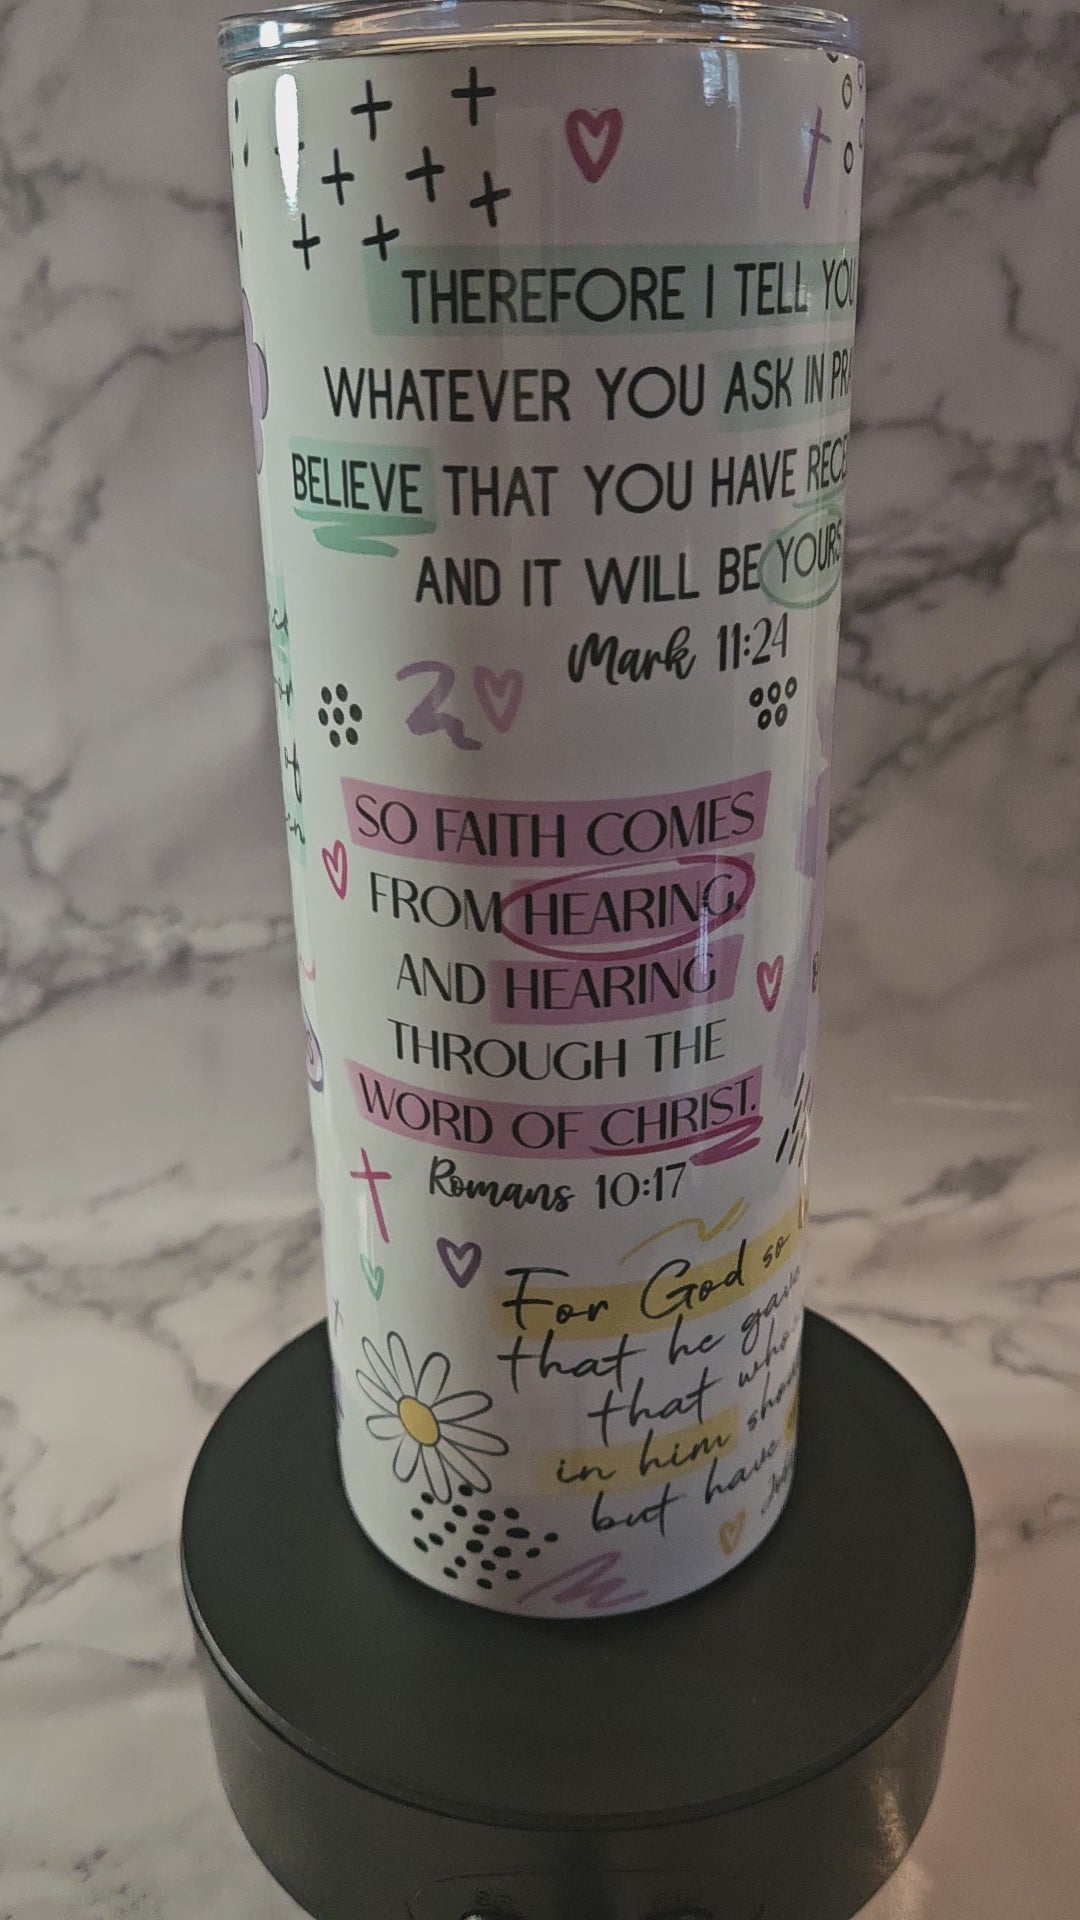 THEREFORE I TELL YOU
WHATEVER YOU ASK IN
BELIEVE THAT YOU HAVE
AND IT WILL BE YOURS
Mark 11:24
SO FAITH COMES
FROM HEARING,
AND HEARING
THROUGH THE
WORD OF CHRIST.
Romans 10:17
For God so
that he gave
that
in him
but have
of